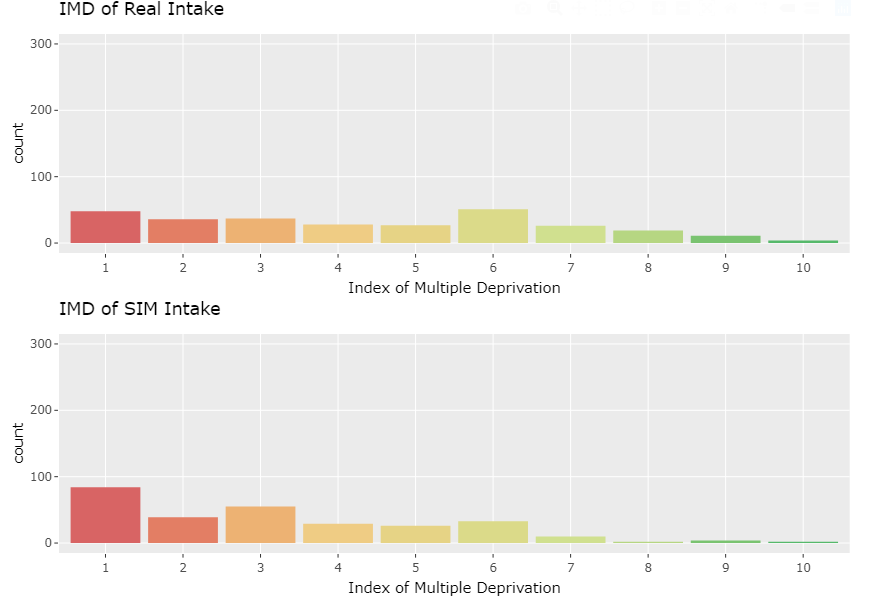 IMD of Real Intake
300
200
100
0
count
1 2 3 4 5 6 7 8 9 10
Index of Multiple Deprivation
IMD of SIM Intake
300
200
100
0
count
1 2 3 4 5 6 7 8 9 10
Index of Multiple Deprivation